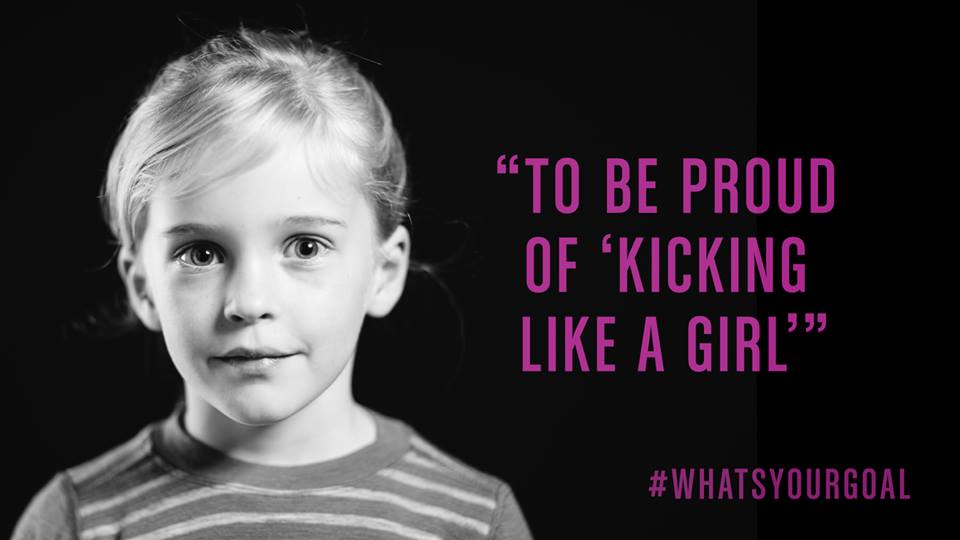 “TO BE PROUD
OF ‘KICKING
LIKE A GIRL’”
#WHATSYOURGOAL